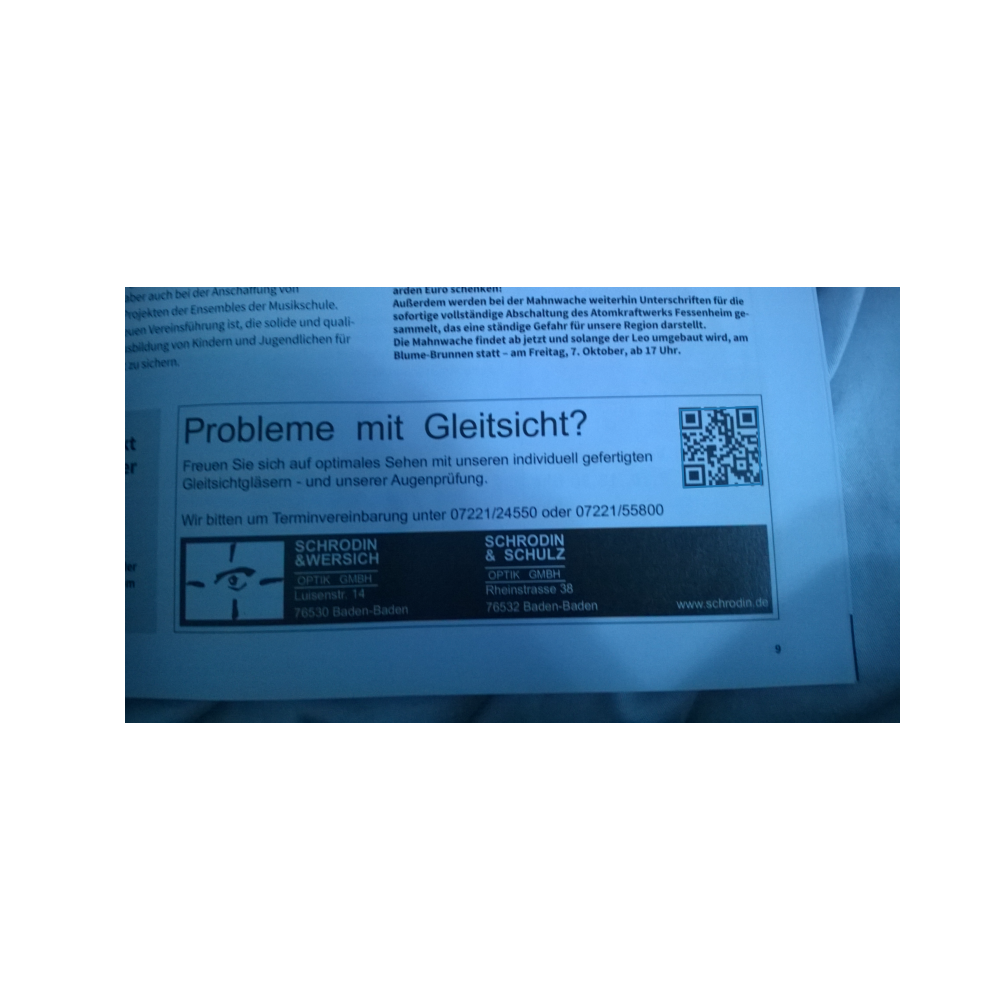 aber auch bei der Anschaffung von
Projekten der Ensembles der Musikschule.
euen Vereinsführung ist, die solide und quali-
sbildung von Kindern und Jugendlichen für
zu sichern.
arden Euro schenken!
Außerdem werden bei der Mahnwache weiterhin Unterschriften für die
sofortige vollständige Abschaltung des Atomkraftwerks Fessenheim ge-
sammelt, das eine ständige Gefahr für unsere Region darstellt.
Die Mahnwache findet ab jetzt und solange der Leo umgebaut wird, am
Blume-Brunnen statt – am Freitag, 7. Oktober, ab 17 Uhr.
kt
er
er
m
Probleme mit Gleitsicht?
Freuen Sie sich auf optimales Sehen mit unseren individuell gefertigten
Gleitsichtgläsern - und unserer Augenprüfung.
Wir bitten um Terminvereinbarung unter 07221/24550 oder 07221/55800
SCHRODIN
&WERSICH
OPTIK GMBH
Luisenstr. 14
76530 Baden-Baden
SCHRODIN
& SCHULZ
OPTIK GMBH
Rheinstrasse 38
76532 Baden-Baden
www.schrodin.de
9